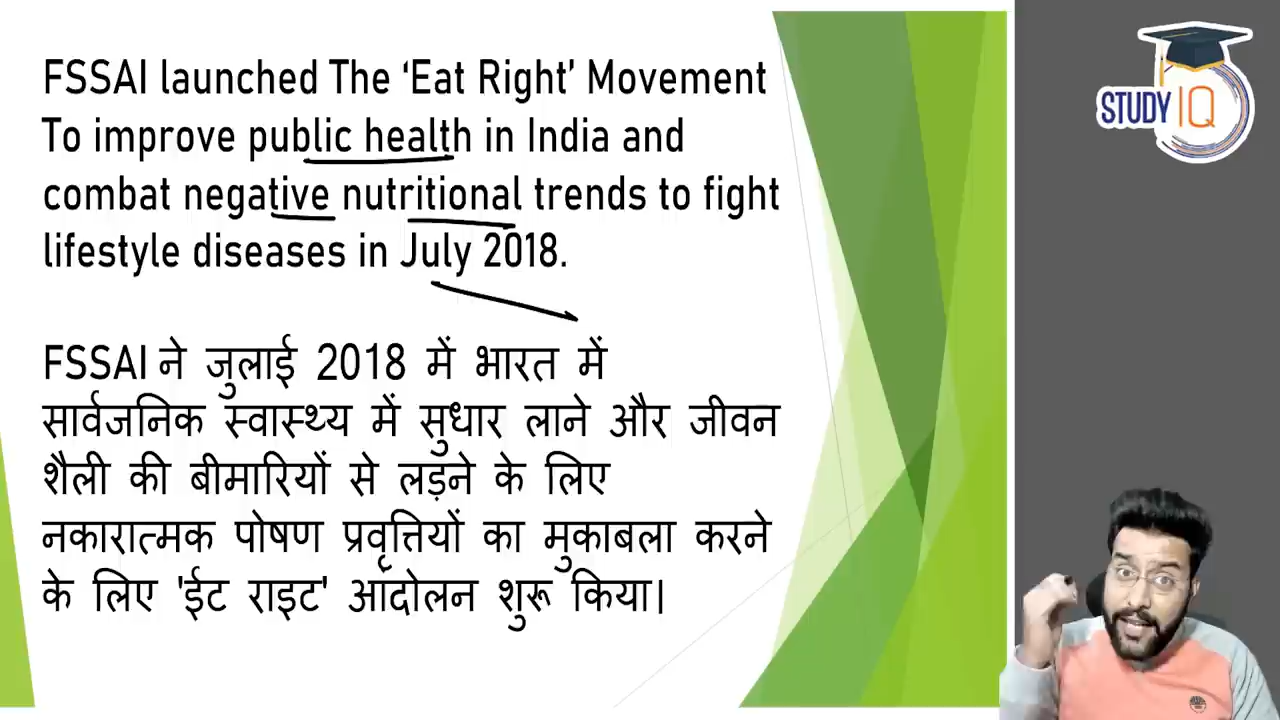 FSSAI launched The ‘Eat Right’ Movement
To improve public health in India and
combat negative nutritional trends to fight
lifestyle diseases in July 2018.
FSSAI ने जुलाई 2018 में भारत में
सार्वजनिक स्वास्थ्य में सुधार लाने और जीवन
शैली की बीमारियों से लड़ने के लिए
नकारात्मक पोषण प्रवृत्तियों का मुकाबला करने
के लिए 'ईट राइट' आंदोलन शुरू किया।
STUDY IQ